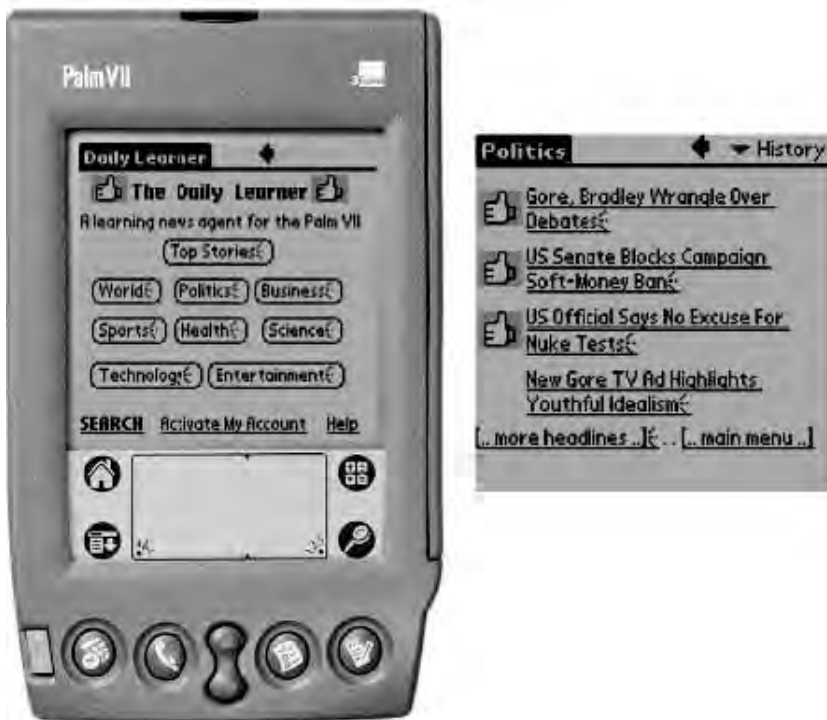 PalmVII
Daily Learner
The Daily Learner
A learning news agent for the Palm VII
Top Stories
World Politics Business
Sports Health Science
Technology Entertainment
SEARCH Activate My Account Help
Politics History
Gore, Bradley Wrangle Over
Debates
US Senate Blocks Campaign
Soft-Money Ban
US Official Says No Excuse For
Nuke Tests
New Gore TV Ad Highlights
Youthful Idealism
[.. more headlines ..] . . [.. main menu ..]